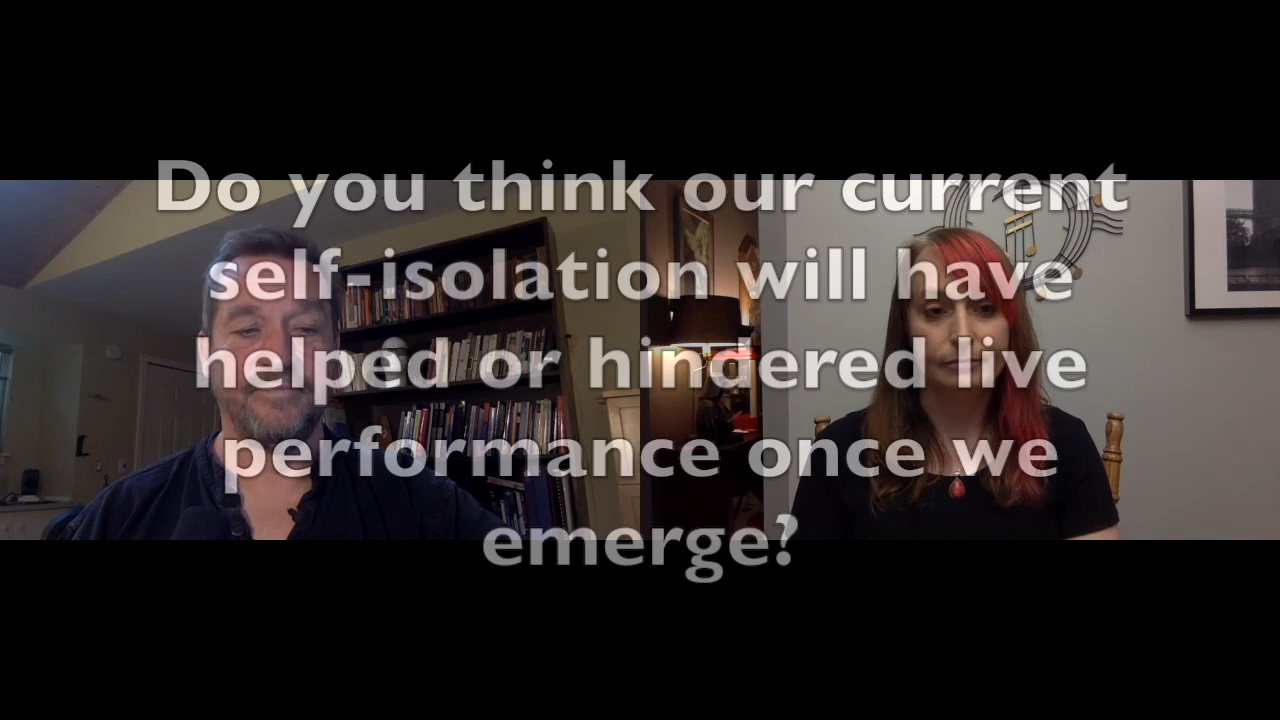 Do you think our current
self-isolation will have
helped or hindered live
performance once we
emerge?